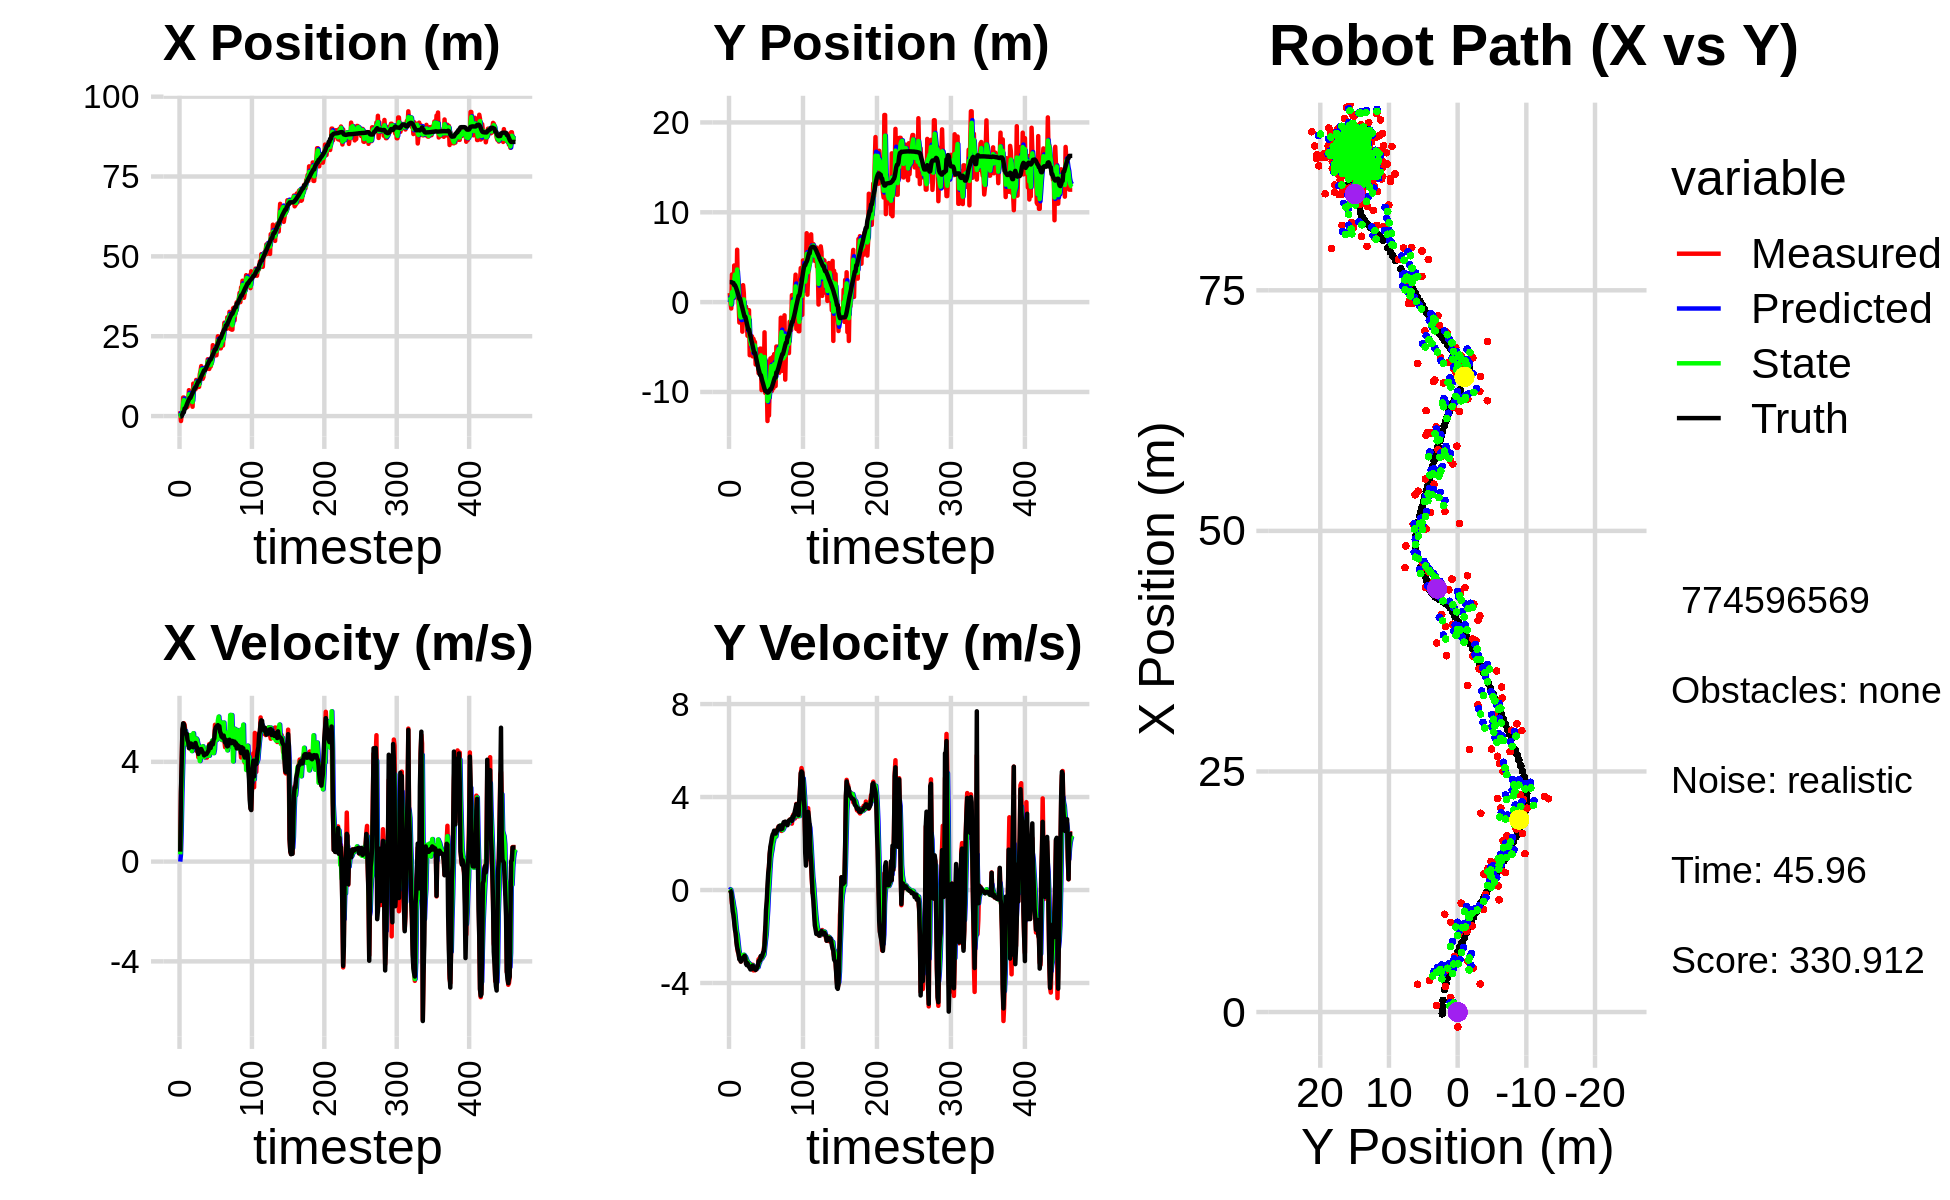 X Position (m)
100
75
50
25
0
0
100
200
300
400
timestep
Y Position (m)
20
10
0
-10
0
100
200
300
400
timestep
X Velocity (m/s)
4
0
-4
0
100
200
300
400
timestep
Y Velocity (m/s)
8
4
0
-4
0
100
200
300
400
timestep
Robot Path (X vs Y)
X Position (m)
75
50
25
0
20 10 0 -10 -20
Y Position (m)
variable
Measured
Predicted
State
Truth
774596569
Obstacles: none
Noise: realistic
Time: 45.96
Score: 330.912